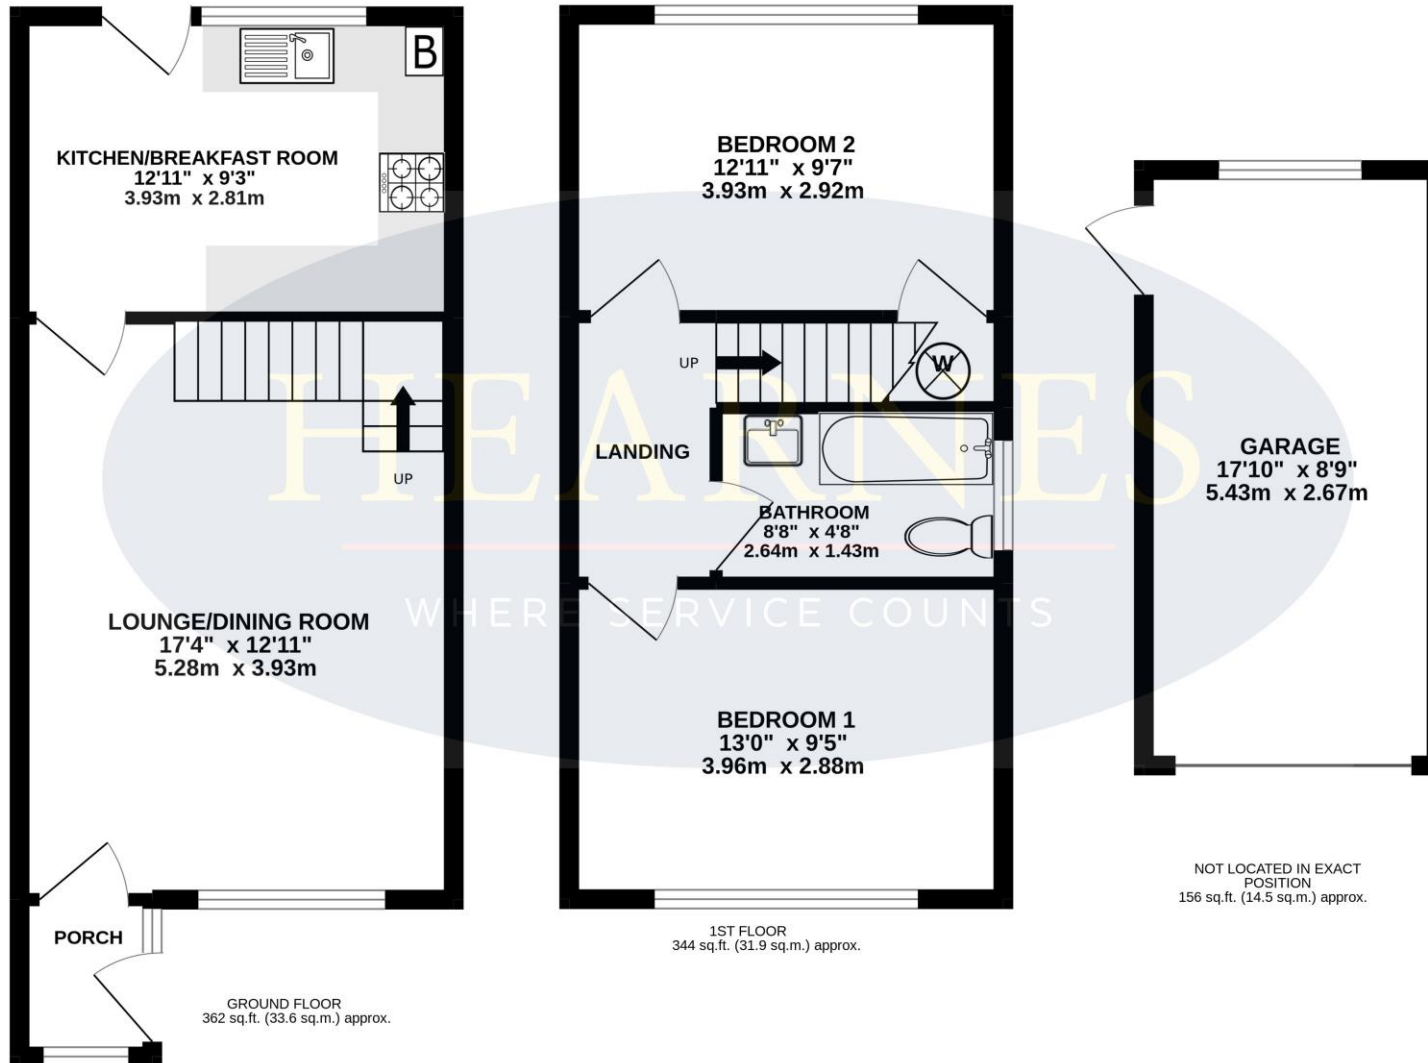 B
KITCHEN/BREAKFAST ROOM
12'11" x 9'3"
3.93m x 2.81m
UP
LOUNGE/DINING ROOM
17'4" x 12'11"
5.28m x 3.93m
PORCH
GROUND FLOOR
362 sq.ft. (33.6 sq.m.) approx.
BEDROOM 2
12'11" x 9'7"
3.93m x 2.92m
UP
W
LANDING
BATHROOM
8'8" x 4'8"
2.64m x 1.43m
BEDROOM 1
13'0" x 9'5"
3.96m x 2.88m
1ST FLOOR
344 sq.ft. (31.9 sq.m.) approx.
GARAGE
17'10" x 8'9"
5.43m x 2.67m
NOT LOCATED IN EXACT
POSITION
156 sq.ft. (14.5 sq.m.) approx.
HEARNES
WHERE SERVICE COUNTS